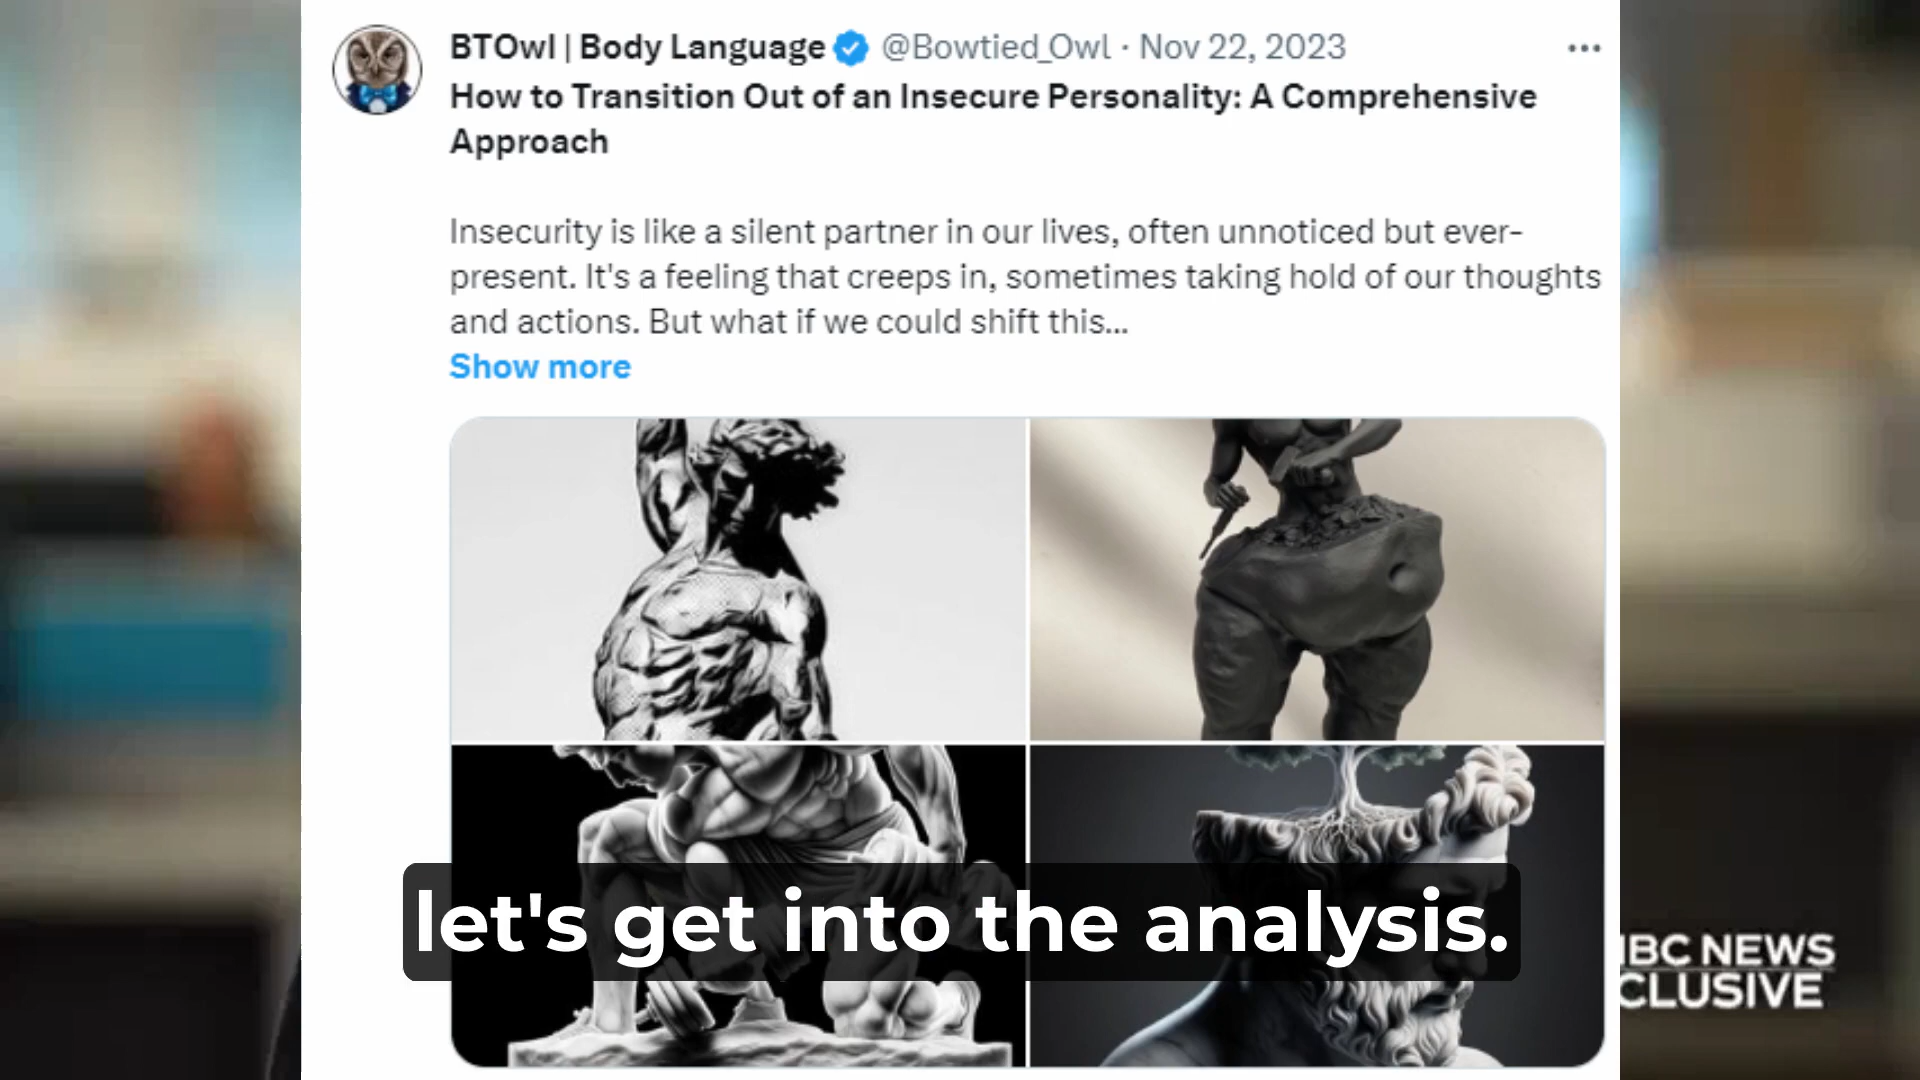 BTOwl | Body Language @Bowtied_Owl · Nov 22, 2023
How to Transition Out of an Insecure Personality: A Comprehensive
Approach
Insecurity is like a silent partner in our lives, often unnoticed but ever-
present. It's a feeling that creeps in, sometimes taking hold of our thoughts
and actions. But what if we could shift this...
Show more
let's get into the analysis.
BC NEWS
CLUSIVE